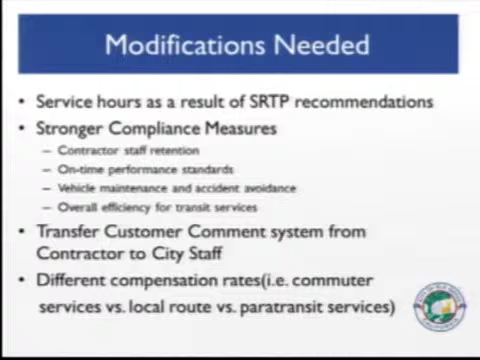 Modifications Needed
• Service hours as a result of SRTP recommendations
• Stronger Compliance Measures
– Contractor staff retention
– On-time performance standards
– Vehicle maintenance and accident avoidance
– Overall efficiency for transit services
• Transfer Customer Comment system from
Contractor to City Staff
• Different compensation rates(i.e. commuter
services vs. local route vs. paratransit services)